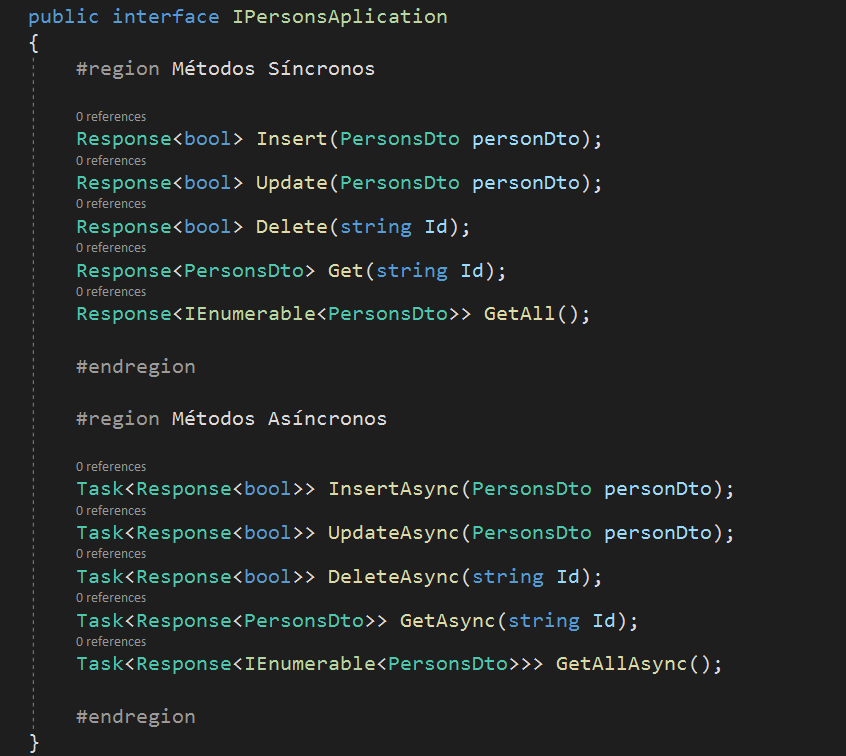 public interface IPersonsAplication
{
#region Métodos Síncronos
0 references
Response<bool> Insert(PersonsDto personDto);
0 references
Response<bool> Update(PersonsDto personDto);
0 references
Response<bool> Delete(string Id);
0 references
Response<PersonsDto> Get(string Id);
0 references
Response<IEnumerable<PersonsDto>> GetAll();
#endregion
#region Métodos Asíncronos
0 references
Task<Response<bool>> InsertAsync(PersonsDto personDto);
0 references
Task<Response<bool>> UpdateAsync(PersonsDto personDto);
0 references
Task<Response<bool>> DeleteAsync(string Id);
0 references
Task<Response<PersonsDto>> GetAsync(string Id);
0 references
Task<Response<IEnumerable<PersonsDto>>> GetAllAsync();
#endregion
}